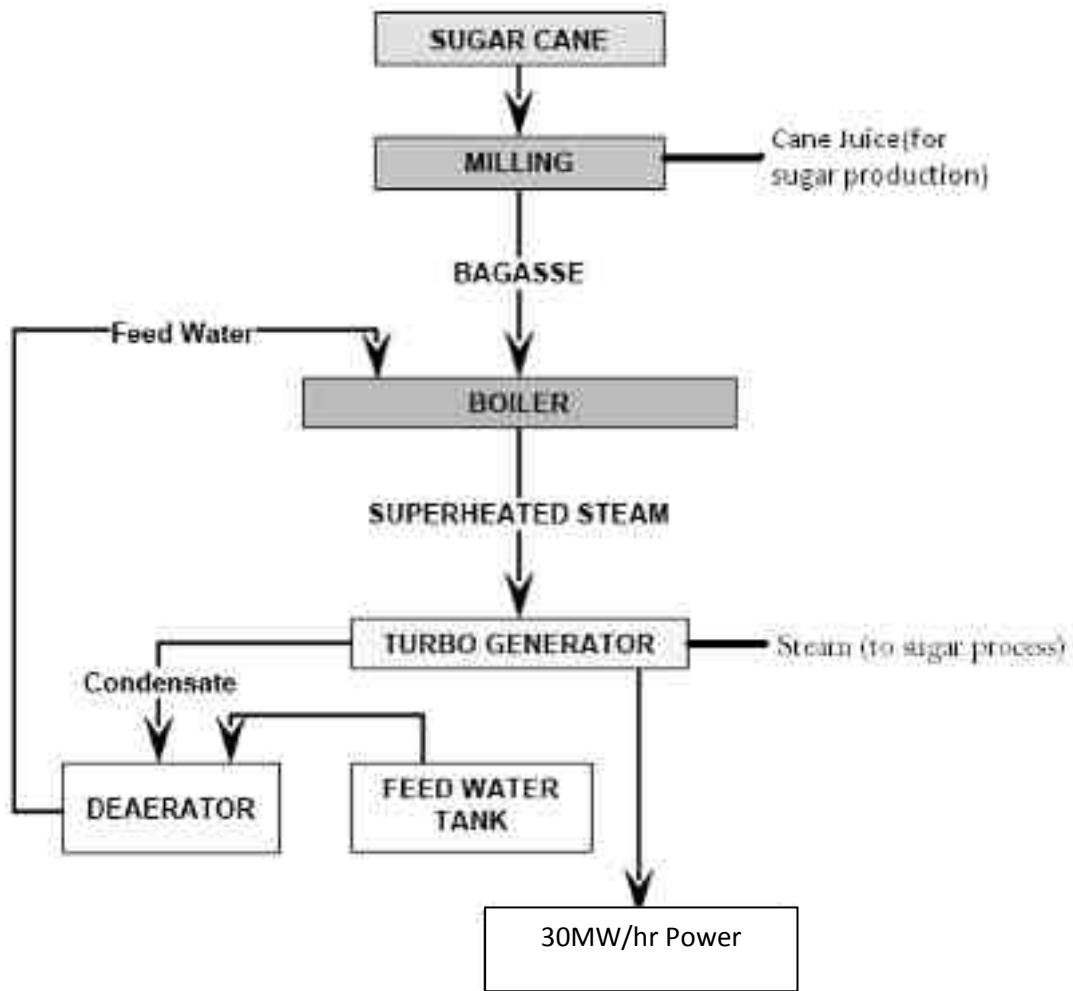 SUGAR CANE
MILLING
Cane Juice(for
sugar production)
BAGASSE
Feed Water
BOILER
SUPERHEATED STEAM
TURBO GENERATOR
Steam (to sugar process)
Condensate
DEAERATOR
FEED WATER
TANK
30MW/hr Power